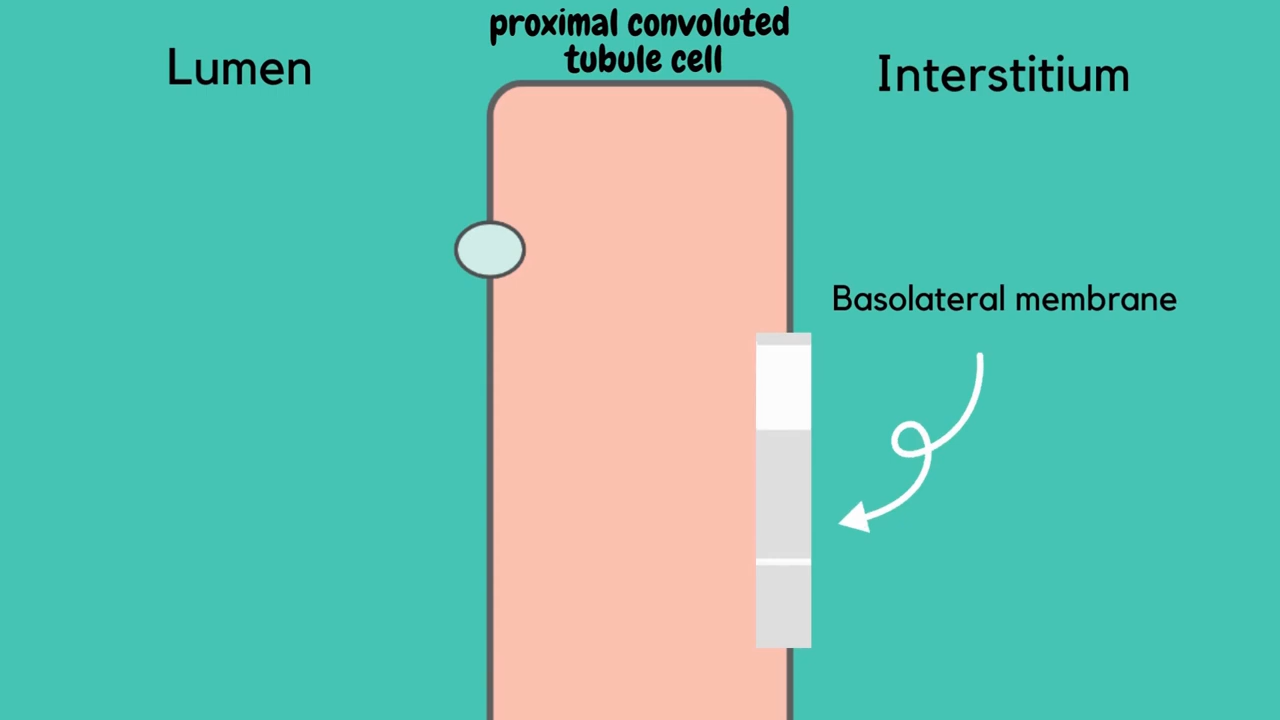 proximal convoluted
tubule cell
Lumen
Interstitium
Basolateral membrane